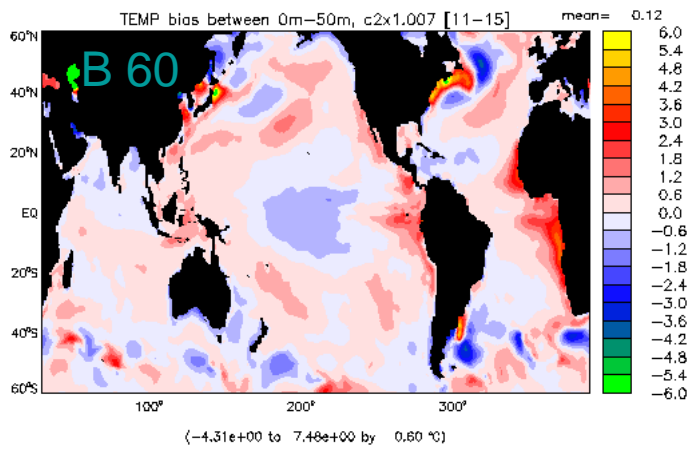 TEMP bias between 0m-50m, c2x1.007 [11-15]
mean= 0.12
B 60
60°N
40°N
20°N
EQ
20°S
40°S
60°S
100°
200°
300°
6.0
5.4
4.8
4.2
3.6
3.0
2.4
1.8
1.2
0.6
0.0
-0.6
-1.2
-1.8
-2.4
-3.0
-3.6
-4.2
-4.8
-5.4
-6.0
(-4.31e+00 to 7.48e+00 by 0.60 °C)